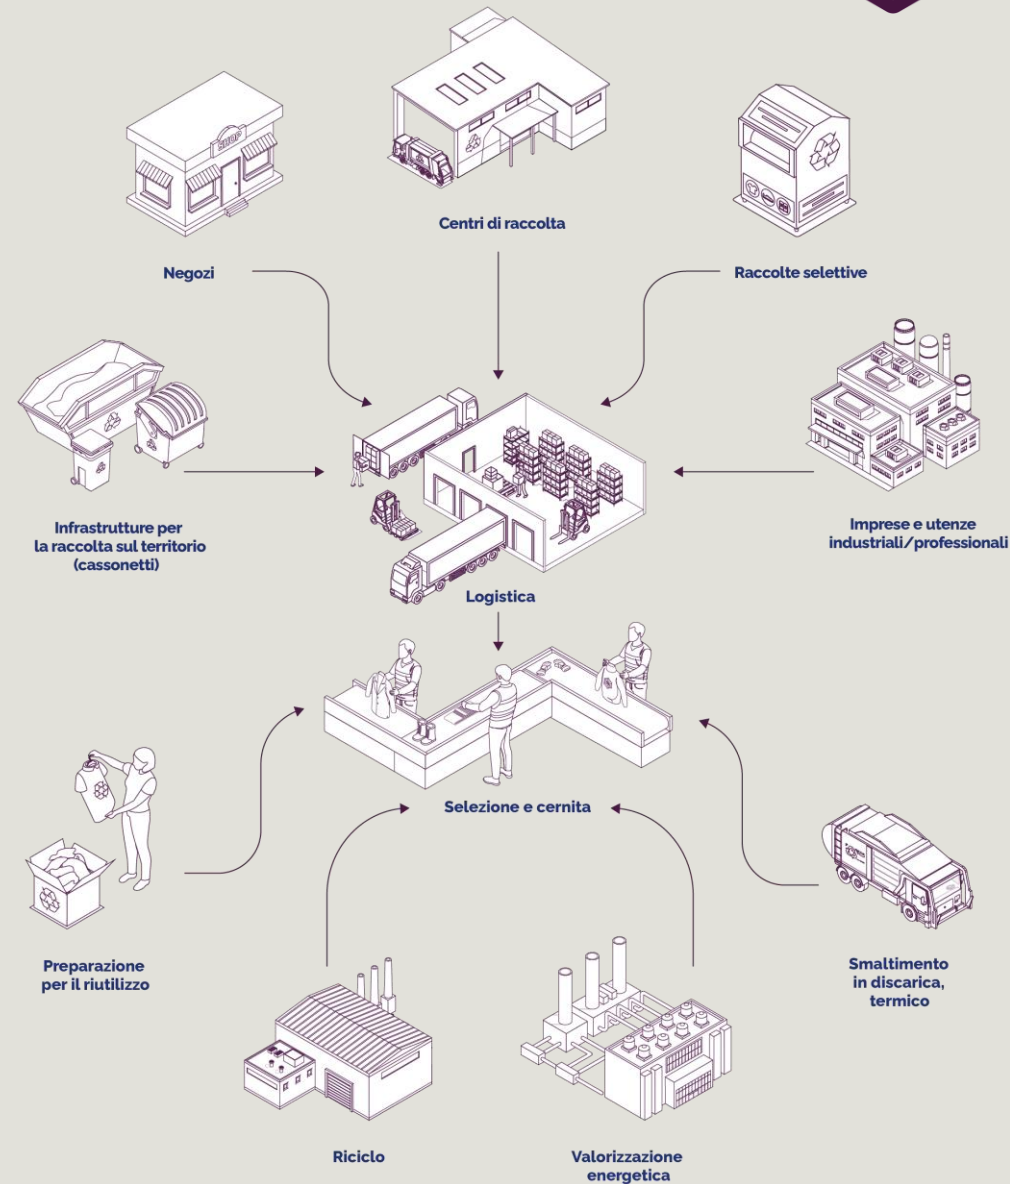 SHOP
Centri di raccolta
Negozi
Raccolte selettive
Infrastrutture per
la raccolta sul territorio
(cassonetti)
Imprese e utenze
industriali/professionali
Logistica
Selezione e cernita
Preparazione
per il riutilizzo
Smaltimento
in discarica,
termico
Riciclo
Valorizzazione
energetica